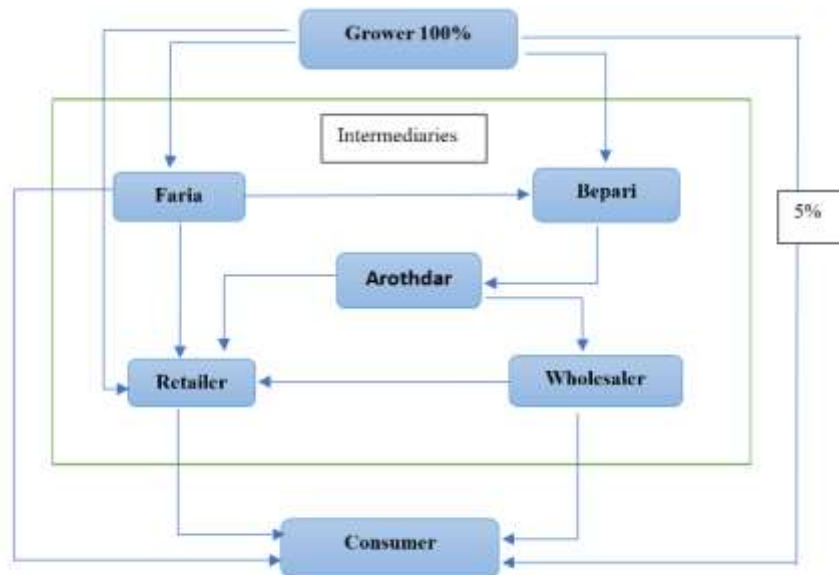 Grower 100%
Intermediaries
Faria
Bepari
5%
Arothdar
Retailer
Wholesaler
Consumer